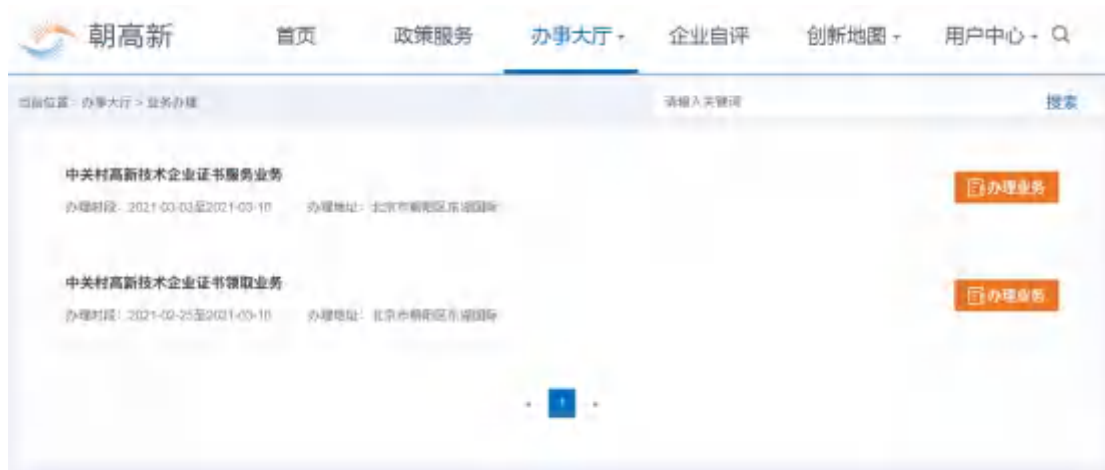 朝高新 首页 政策服务 办事大厅 企业自评 创新地图 用户中心
当前位置：办事大厅 > 业务办理 请输入关键词 搜索
中关村高新技术企业证书服务业务
办理时段：2021-03-03至2021-03-10 办理地址：北京市朝阳区东湖国际
办理业务
中关村高新技术企业证书领取业务
办理时段：2021-02-25至2021-03-10 办理地址：北京市朝阳区东湖国际
办理业务
1